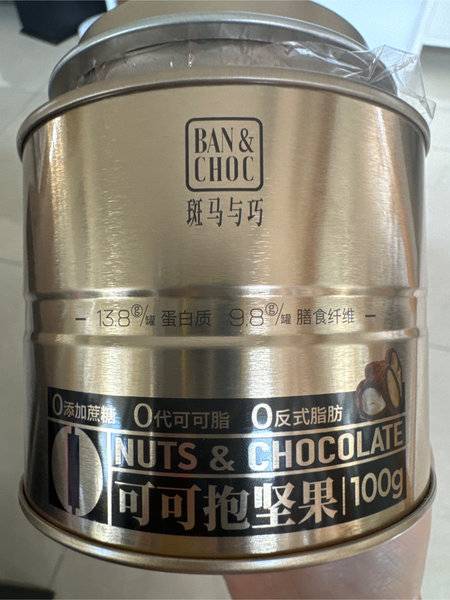 BAN &
CHOC
斑马与巧
13.8g/罐 蛋白质 9.8g/罐 膳食纤维
0添加蔗糖 0代可可脂 0反式脂肪
NUTS & CHOCOLATE
可可抱坚果 100g